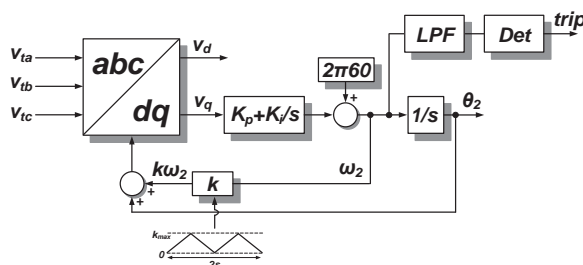 LPF
Det
trip
v_ta
abc
v_d
2π60
v_tb
v_tc
dq
v_q
K_p+K_i/s
+
1/s
θ_2
kω_2
k
ω_2
+
+
k_max
0
2s